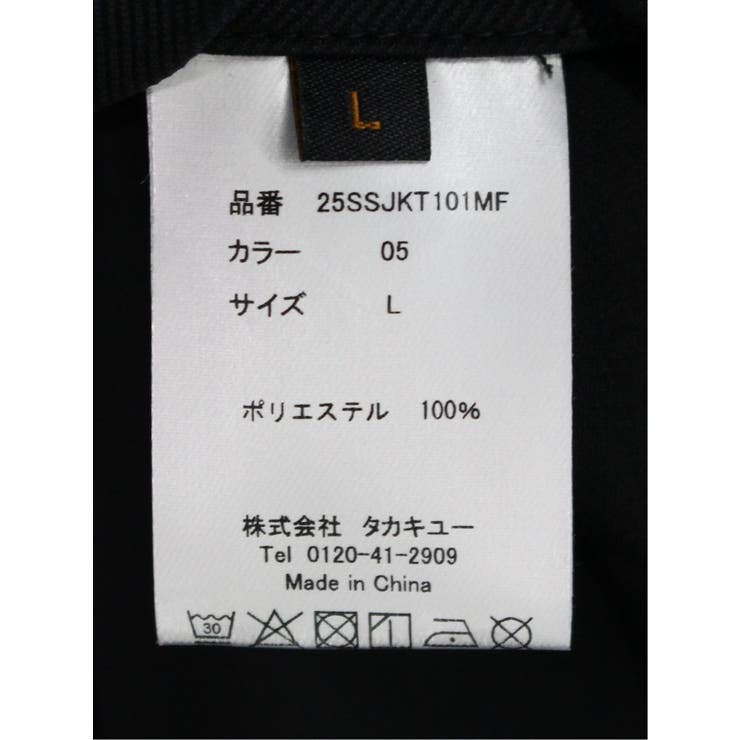 L
品番 25SSJKT101MF
カラー 05
サイズ L
ポリエステル 100%
株式会社 タカキユー
Tel 0120-41-2909
Made in China
30